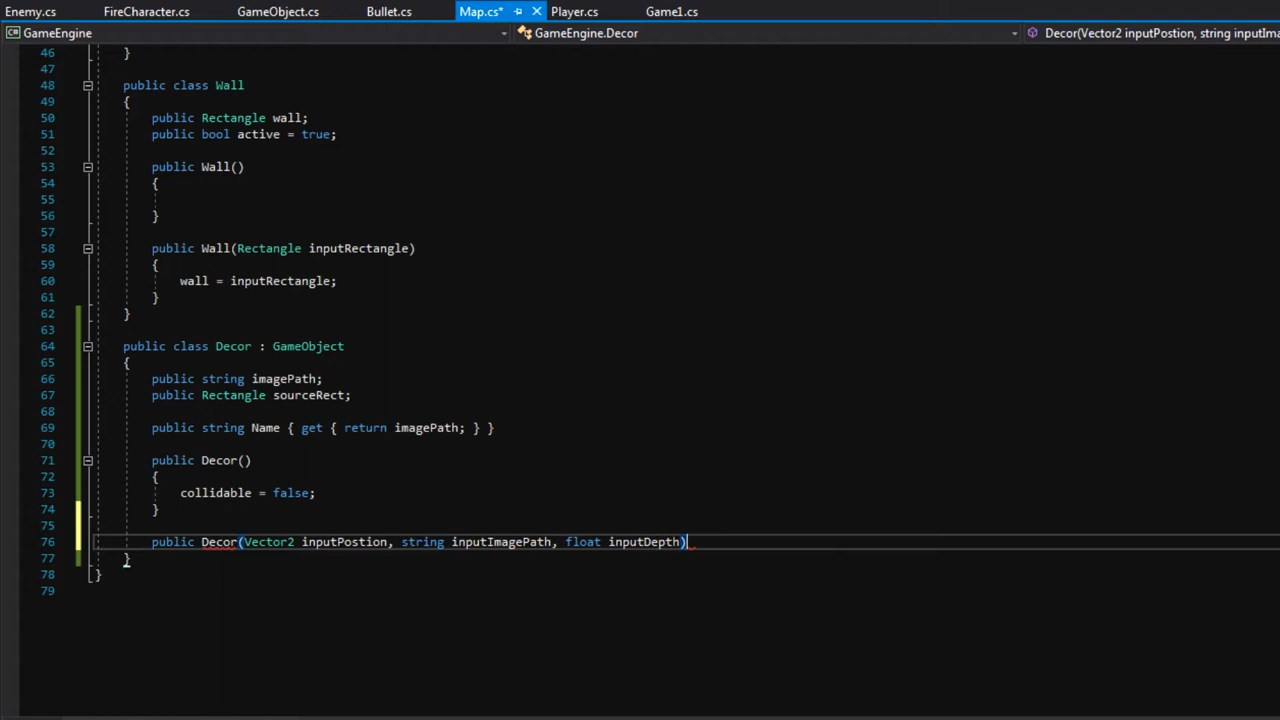 Enemy.cs FireCharacter.cs GameObject.cs Bullet.cs Map.cs* Player.cs Game1.cs
GameEngine GameEngine.Decor Decor(Vector2 inputPostion, string inputIma
46 }
47
48 public class Wall
49 {
50 public Rectangle wall;
51 public bool active = true;
52
53 public Wall()
54 {
55
56 }
57
58 public Wall(Rectangle inputRectangle)
59 {
60 wall = inputRectangle;
61 }
62 }
63
64 public class Decor : GameObject
65 {
66 public string imagePath;
67 public Rectangle sourceRect;
68
69 public string Name { get { return imagePath; } }
70
71 public Decor()
72 {
73 collidable = false;
74 }
75
76 public Decor(Vector2 inputPostion, string inputImagePath, float inputDepth)
77 }
78 }
79